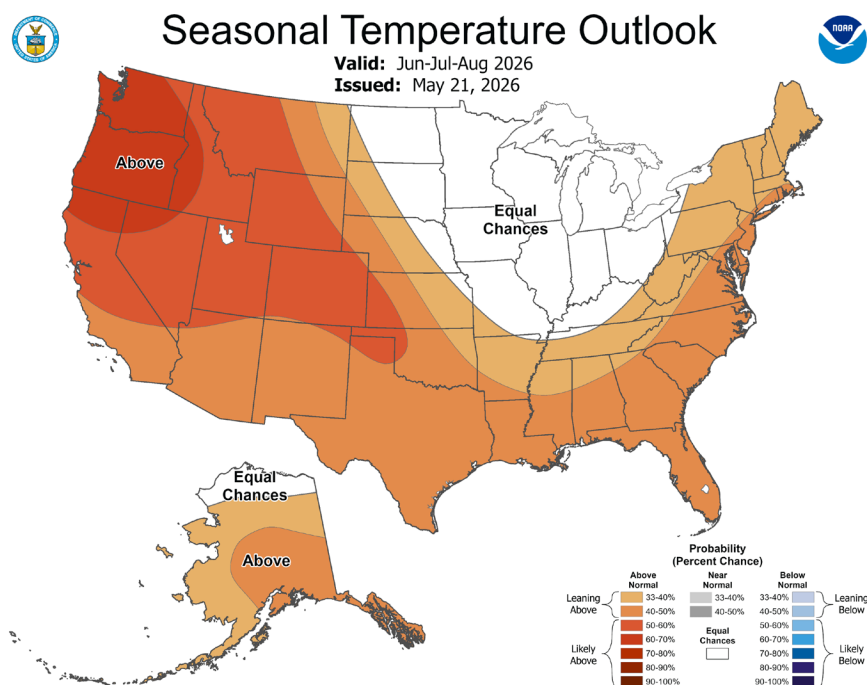 Seasonal Temperature Outlook
Valid: Jun-Jul-Aug 2026
Issued: May 21, 2026
NOAA
Above
Equal
Chances
Equal
Chances
Above
Probability
(Percent Chance)
Above
Normal
Near
Normal
Below
Normal
Leaning
Above
33-40%
40-50%
33-40%
40-50%
33-40%
40-50%
Leaning
Below
Likely
Above
50-60%
60-70%
70-80%
80-90%
90-100%
Equal
Chances
50-60%
60-70%
70-80%
80-90%
90-100%
Likely
Below